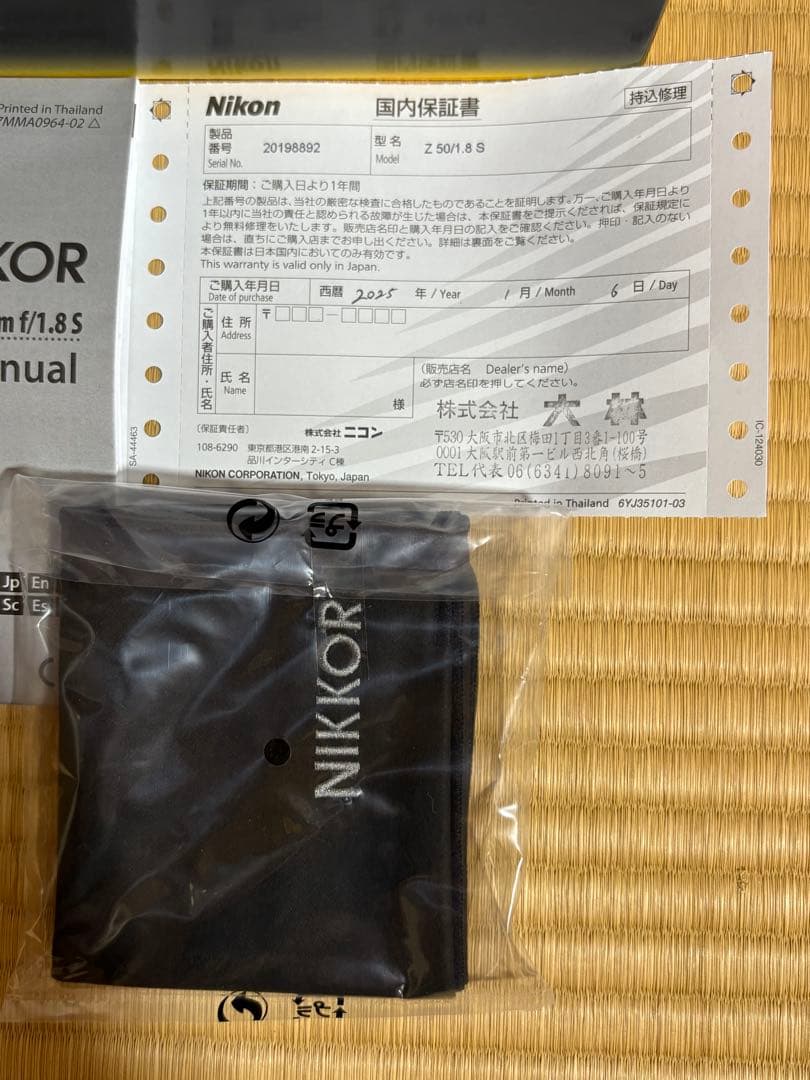 Printed in Thailand
7MMA0964-02 △
KOR
m f/1.8 S
nual
Jp En
Sc Es
Nikon 国内保証書 持込修理
製品番号 Serial No. 20198892 型名 Model Z 50/1.8 S
保証期間：ご購入日より1年間
上記番号の製品は、当社の厳密な検査に合格したものであることを証明します。万一、ご購入年月日より
1年以内に当社の責任と認められる故障が生じた場合は、本保証書をご提示くだされば、保証規定に
より無料修理をいたします。販売店名印と購入年月日の記入をご確認ください。押印・記入のない
場合は、直ちにご購入店までお申し出ください。詳細は裏面をご覧ください。
本保証書は日本国内においてのみ有効です。
This warranty is valid only in Japan.
ご購入年月日 Date of purchase 西暦 2025 年 / Year 1 月 / Month 6 日 / Day
ご購入者住所・氏名
住所 Address 〒
氏名 Name 様
(販売店名 Dealer's name)
必ず店名印を押してください。
株式会社 大林
〒530 大阪市北区梅田1丁目3番1-100号
0001 大阪駅前第一ビル西北角(桜橋)
TEL代表 06(6341)8091～5
(保証責任者) 株式会社 ニコン
108-6290 東京都港区港南 2-15-3
品川インターシティ C棟
NIKON CORPORATION, Tokyo, Japan
Printed in Thailand 6YJ35101-03
SA-44463
IC-124030
プラ
NIKKOR
プラ